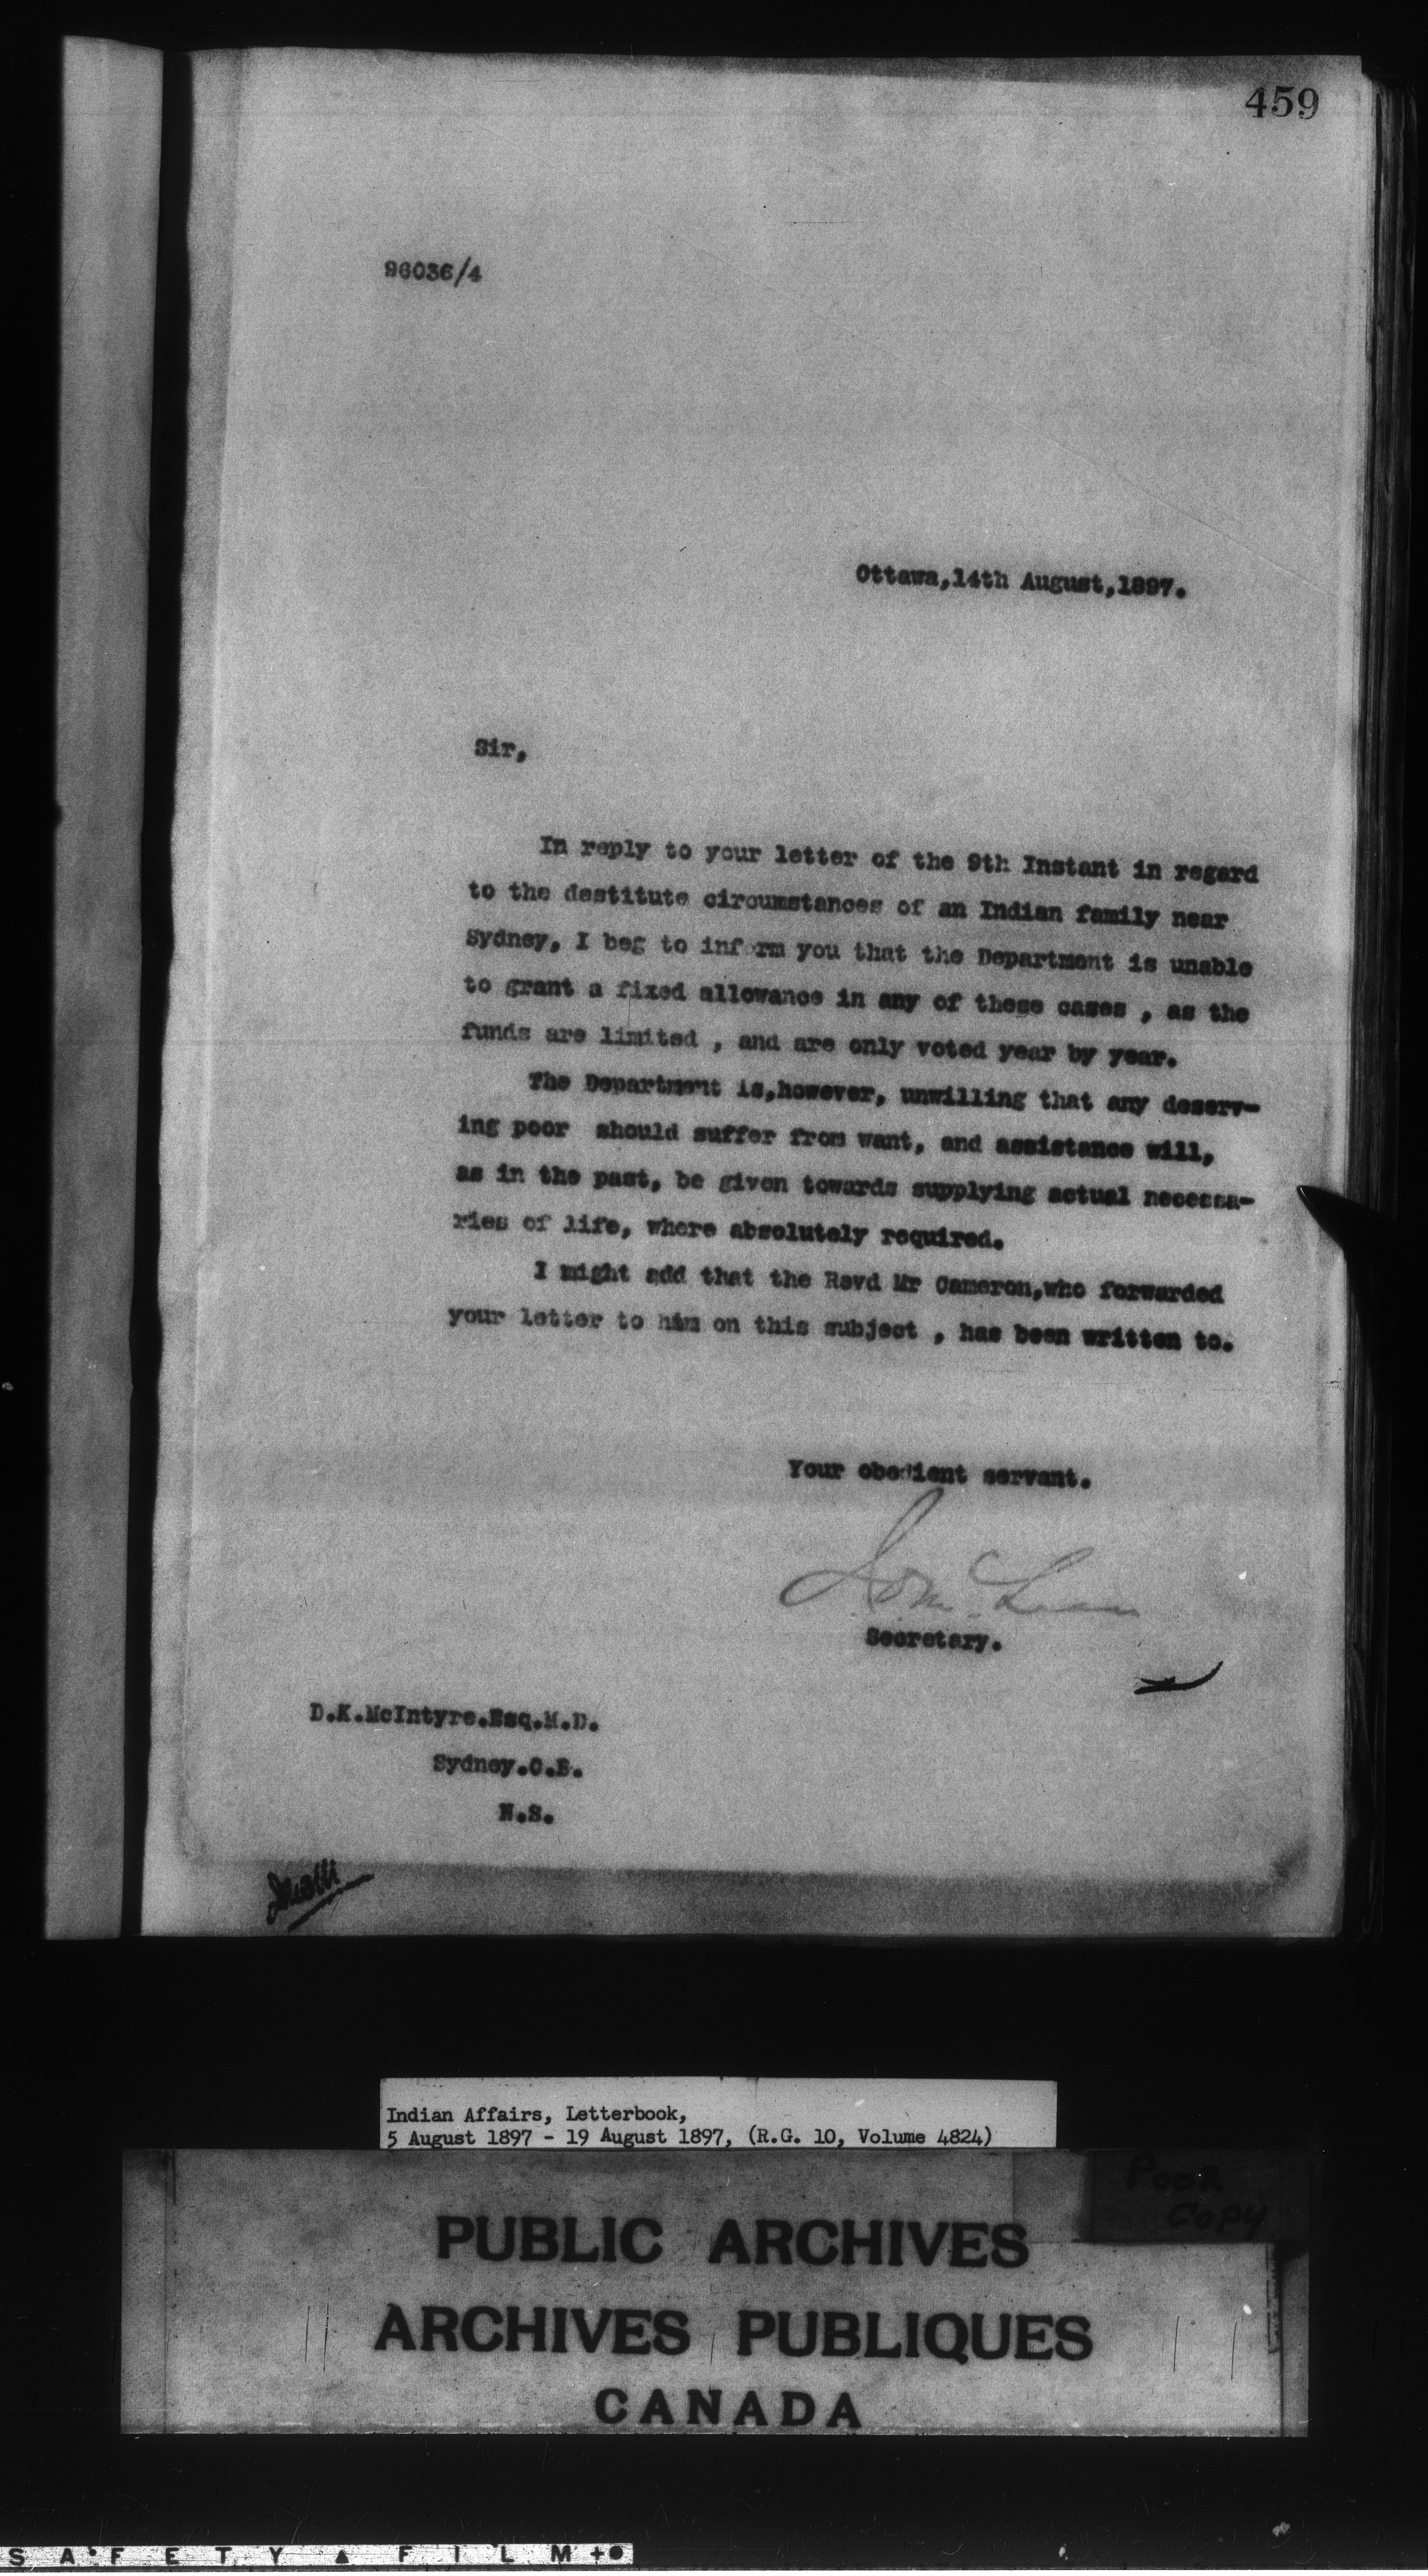 459
96036/4
Ottawa,14th August,1897.
Sir,
In reply to your letter of the 9th Instant in regard
to the destitute circumstances of an Indian family near
Sydney, I beg to inform you that the Department is unable
to grant a fixed allowance in any of these cases , as the
funds are limited , and are only voted year by year.
The Department is,however, unwilling that any deserv-
ing poor should suffer from want, and assistance will,
as in the past, be given towards supplying actual necessa-
ries of life, where absolutely required.
I might add that the Revd Mr Cameron,who forwarded
your letter to him on this subject , has been written to.
Your obedient servant.
McLean
Secretary.
D.K.McIntyre.Esq.M.D.
Sydney.C.B.
N.S.
Indian Affairs, Letterbook,
5 August 1897 - 19 August 1897, (R.G. 10, Volume 4824)
POOR
COPY
PUBLIC ARCHIVES
ARCHIVES PUBLIQUES
CANADA
SAFETY FILM